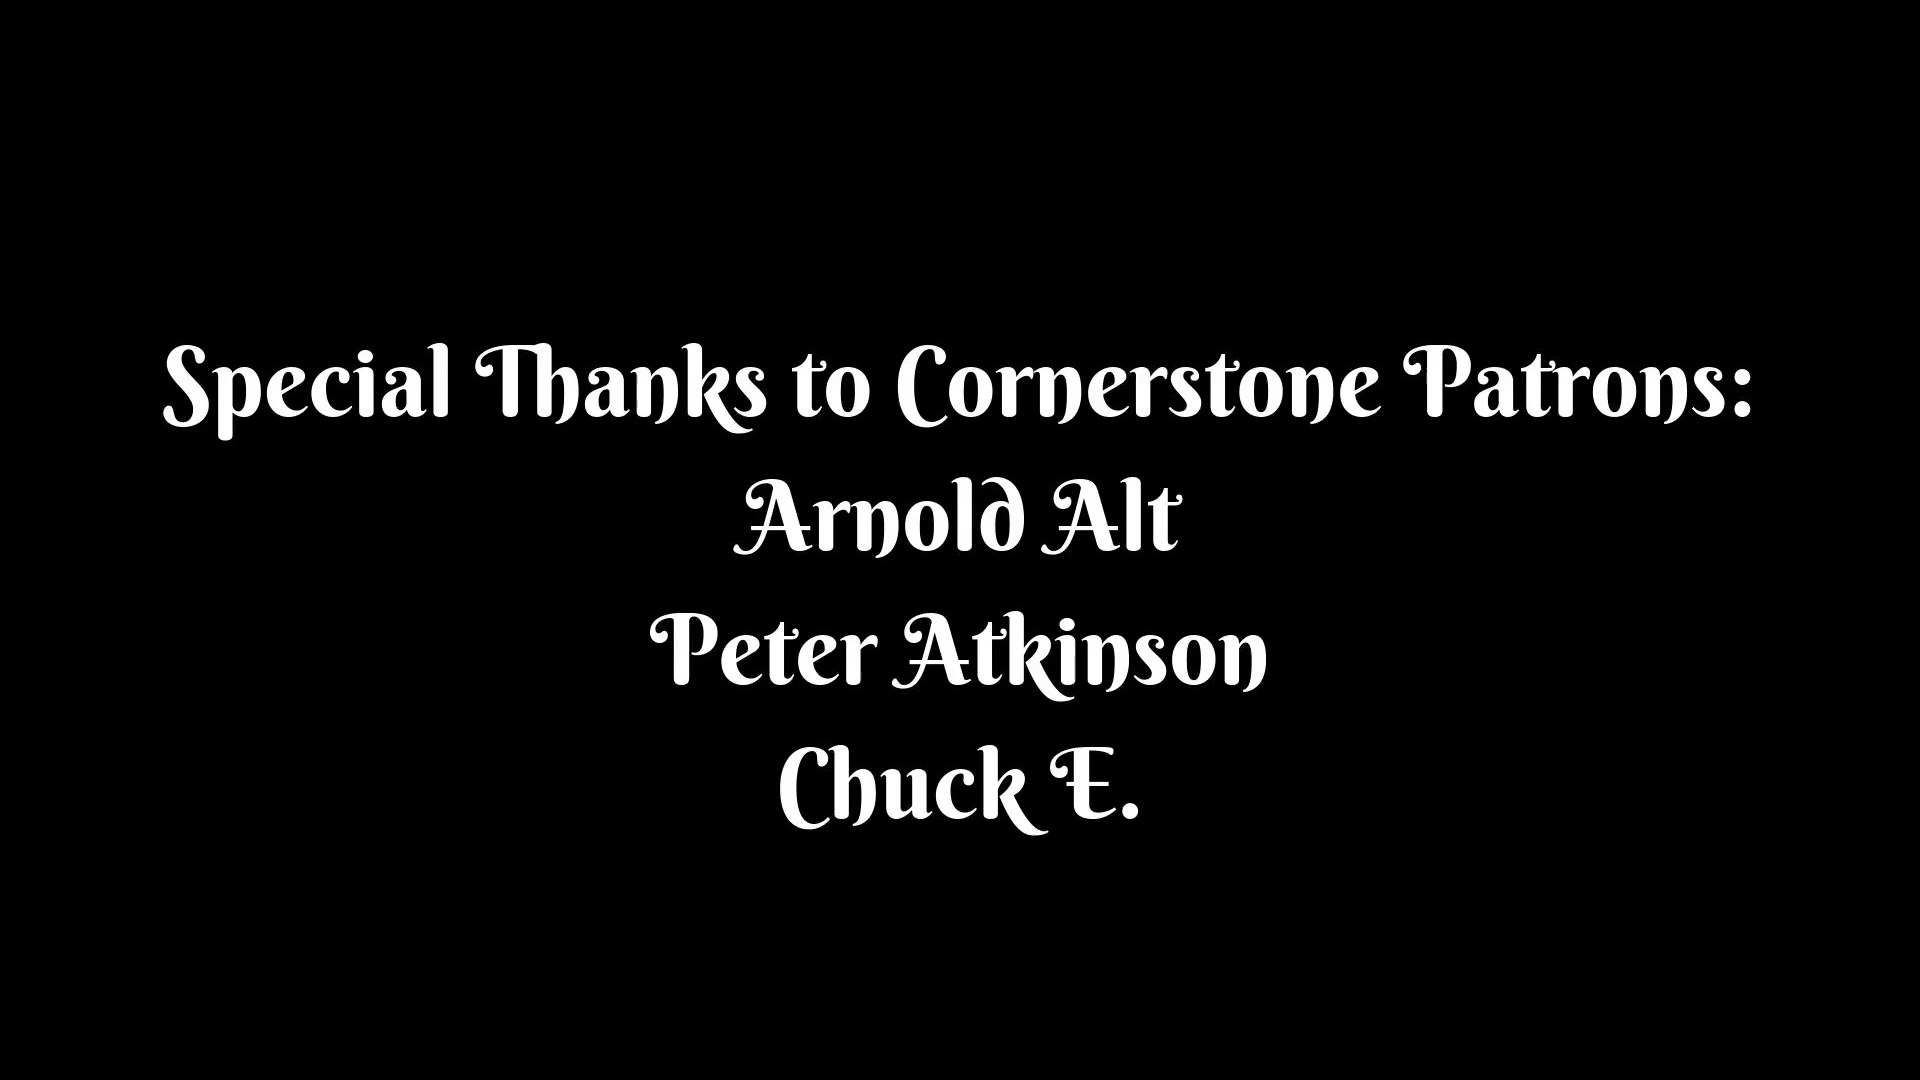 Special Thanks to Cornerstone Patrons:
Arnold Alt
Peter Atkinson
Chuck E.